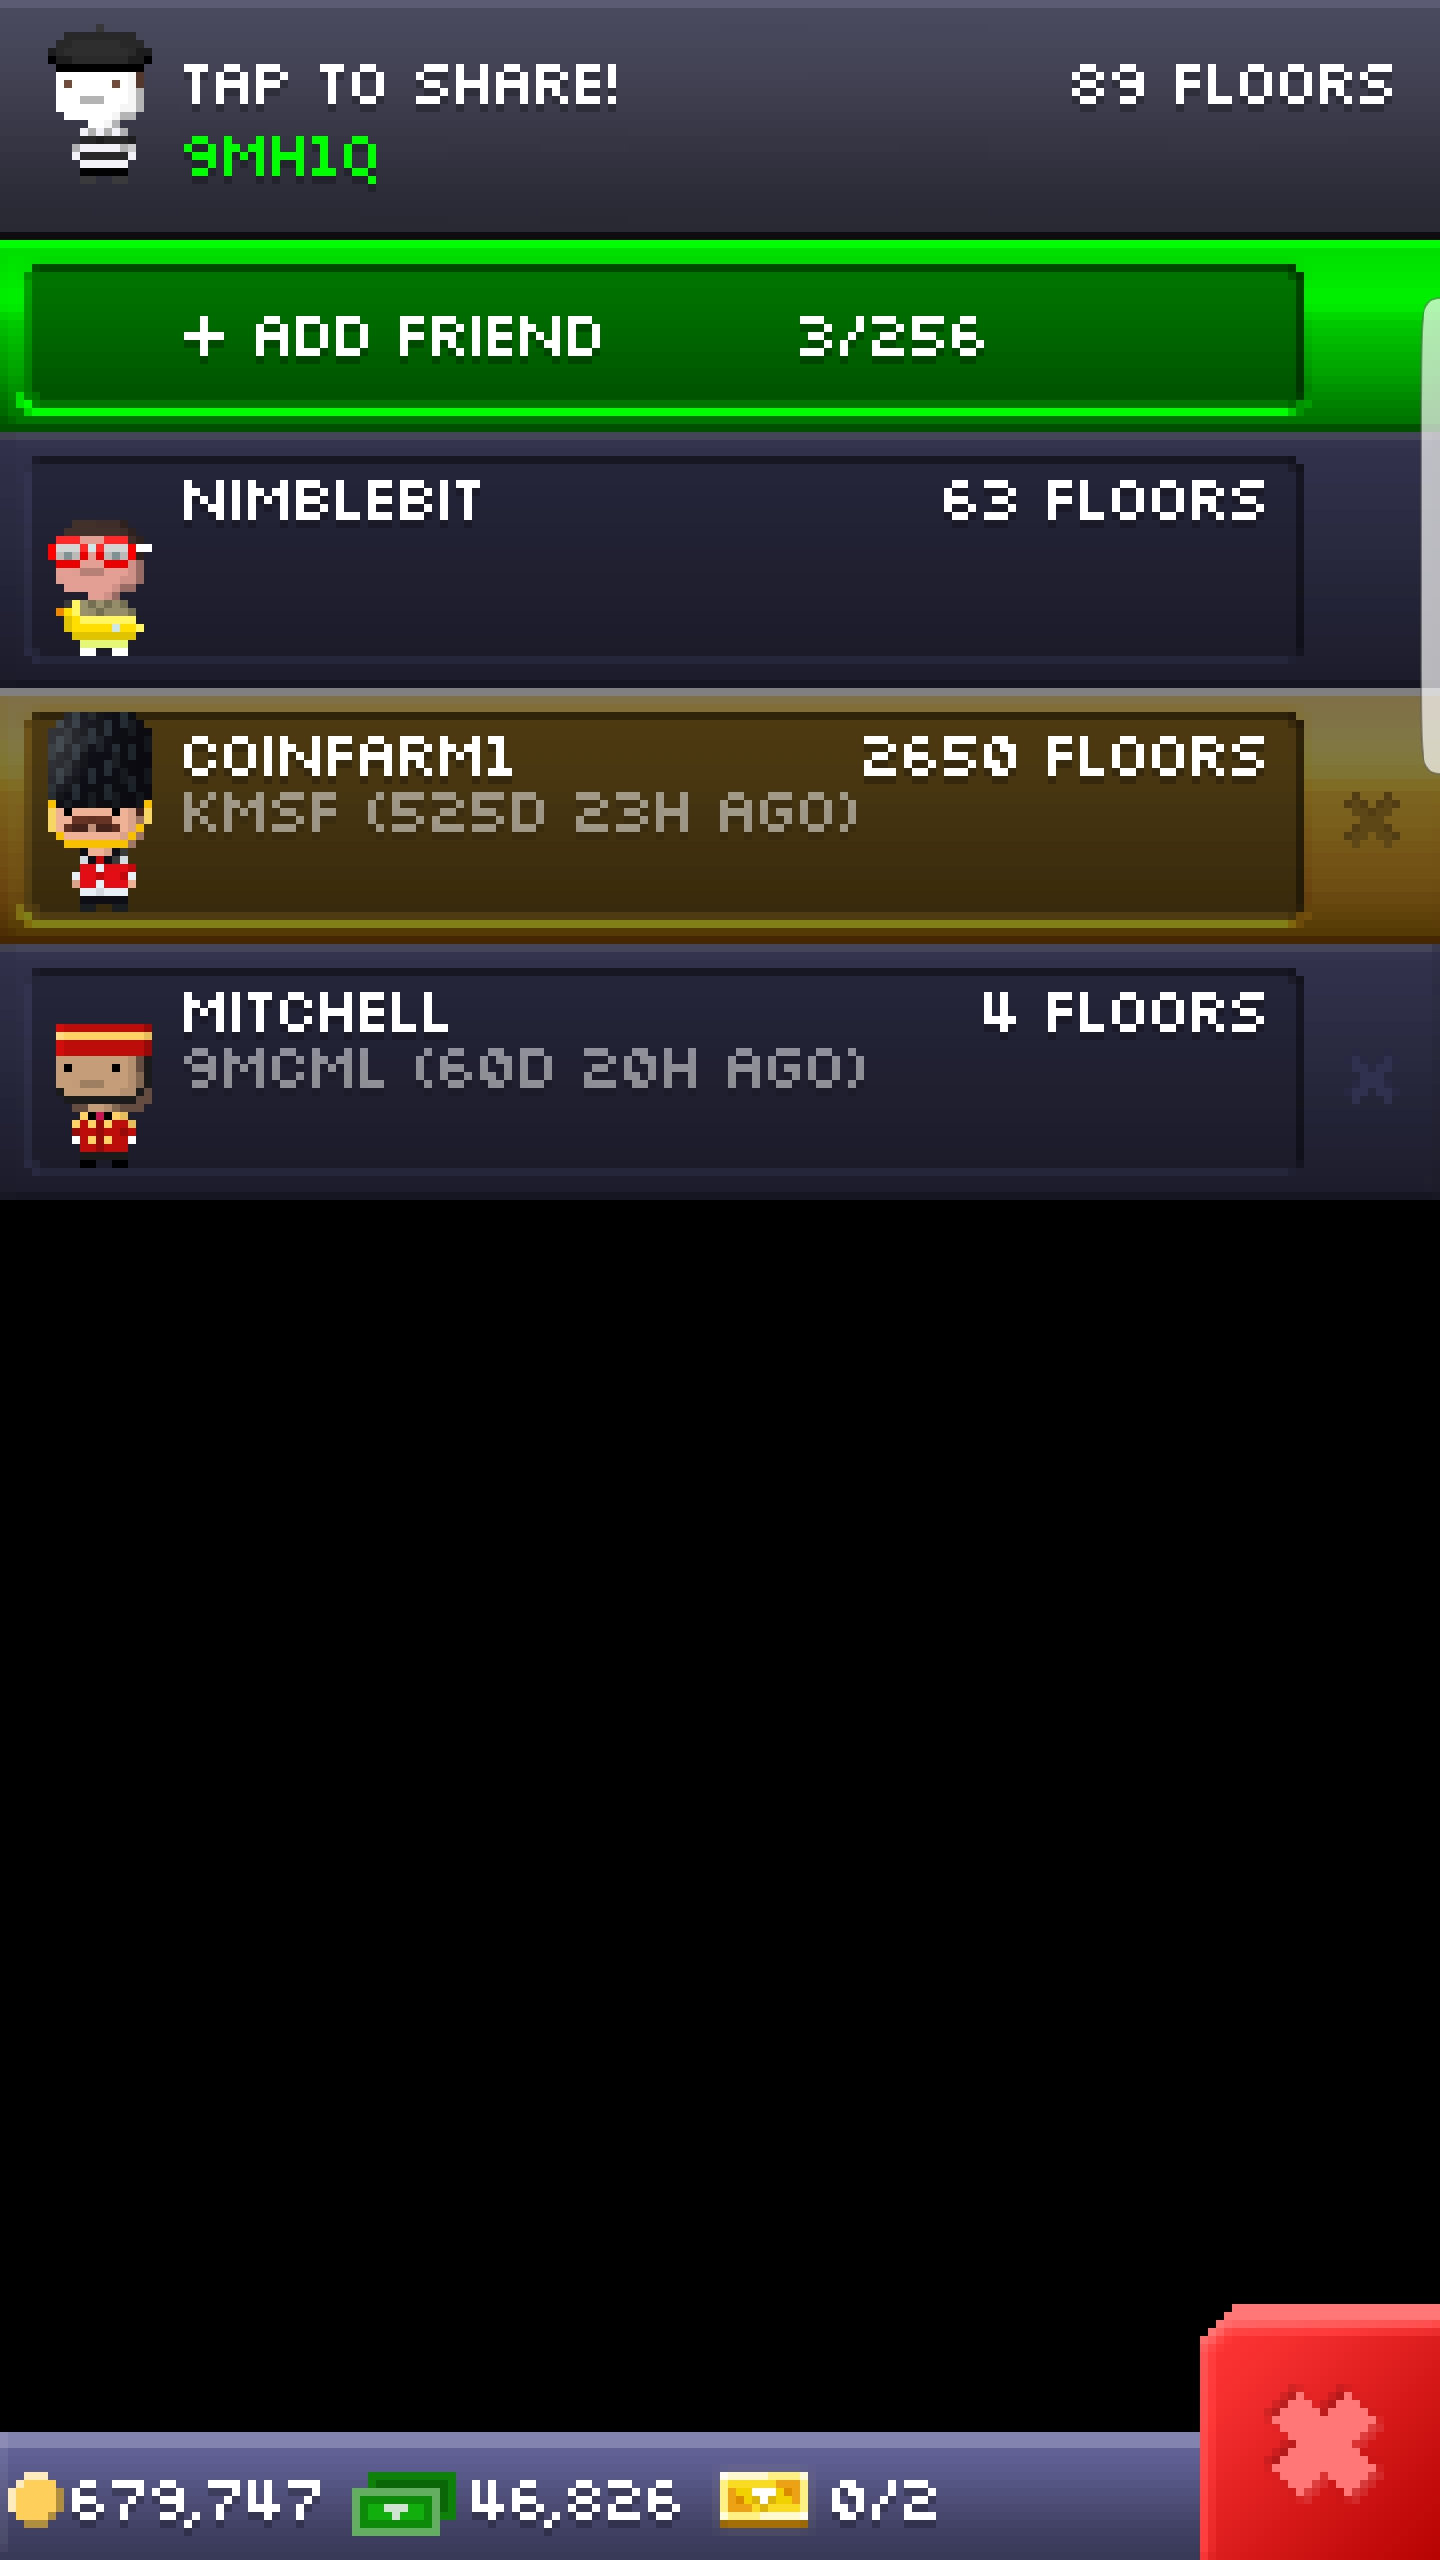 TAP TO SHARE! 89 FLOORS
9MH1Q
+ ADD FRIEND 3/256
NIMBLEBIT 63 FLOORS
COINFARM1 2650 FLOORS
KMSF (525D 23H AGO)
MITCHELL 4 FLOORS
9MCML (60D 20H AGO)
679,747 46,826 0/2